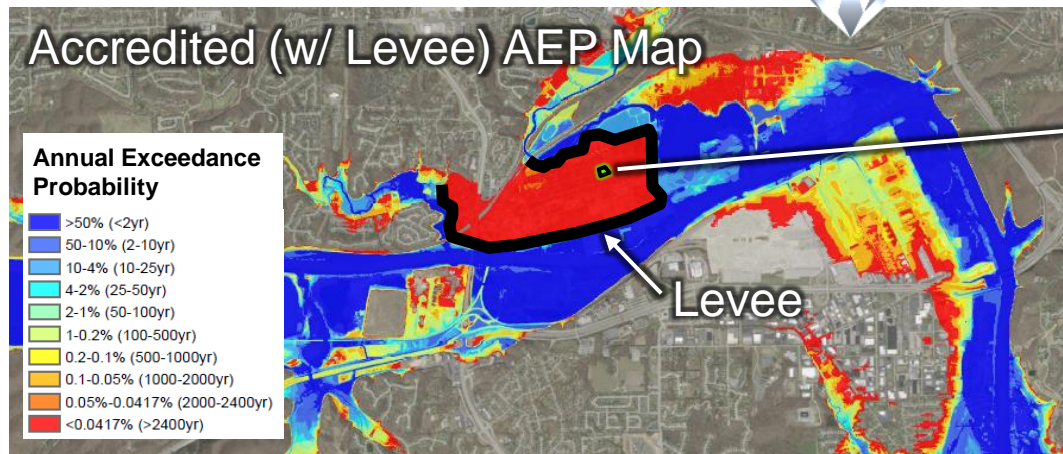 Accredited (w/ Levee) AEP Map
Annual Exceedance
Probability
>50% (<2yr)
50-10% (2-10yr)
10-4% (10-25yr)
4-2% (25-50yr)
2-1% (50-100yr)
1-0.2% (100-500yr)
0.2-0.1% (500-1000yr)
0.1-0.05% (1000-2000yr)
0.05%-0.0417% (2000-2400yr)
<0.0417% (>2400yr)
Levee